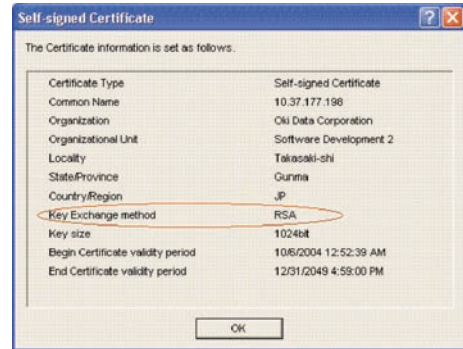 Self-signed Certificate
The Certificate information is set as follows.
Certificate Type Self-signed Certificate
Common Name 10.37.177.198
Organization Oki Data Corporation
Organizational Unit Software Development 2
Locality Takasaki-shi
State/Province Gunma
Country/Region JP
Key Exchange method RSA
Key size 1024bit
Begin Certificate validity period 10/6/2004 12:52:39 AM
End Certificate validity period 12/31/2049 4:59:00 PM
OK